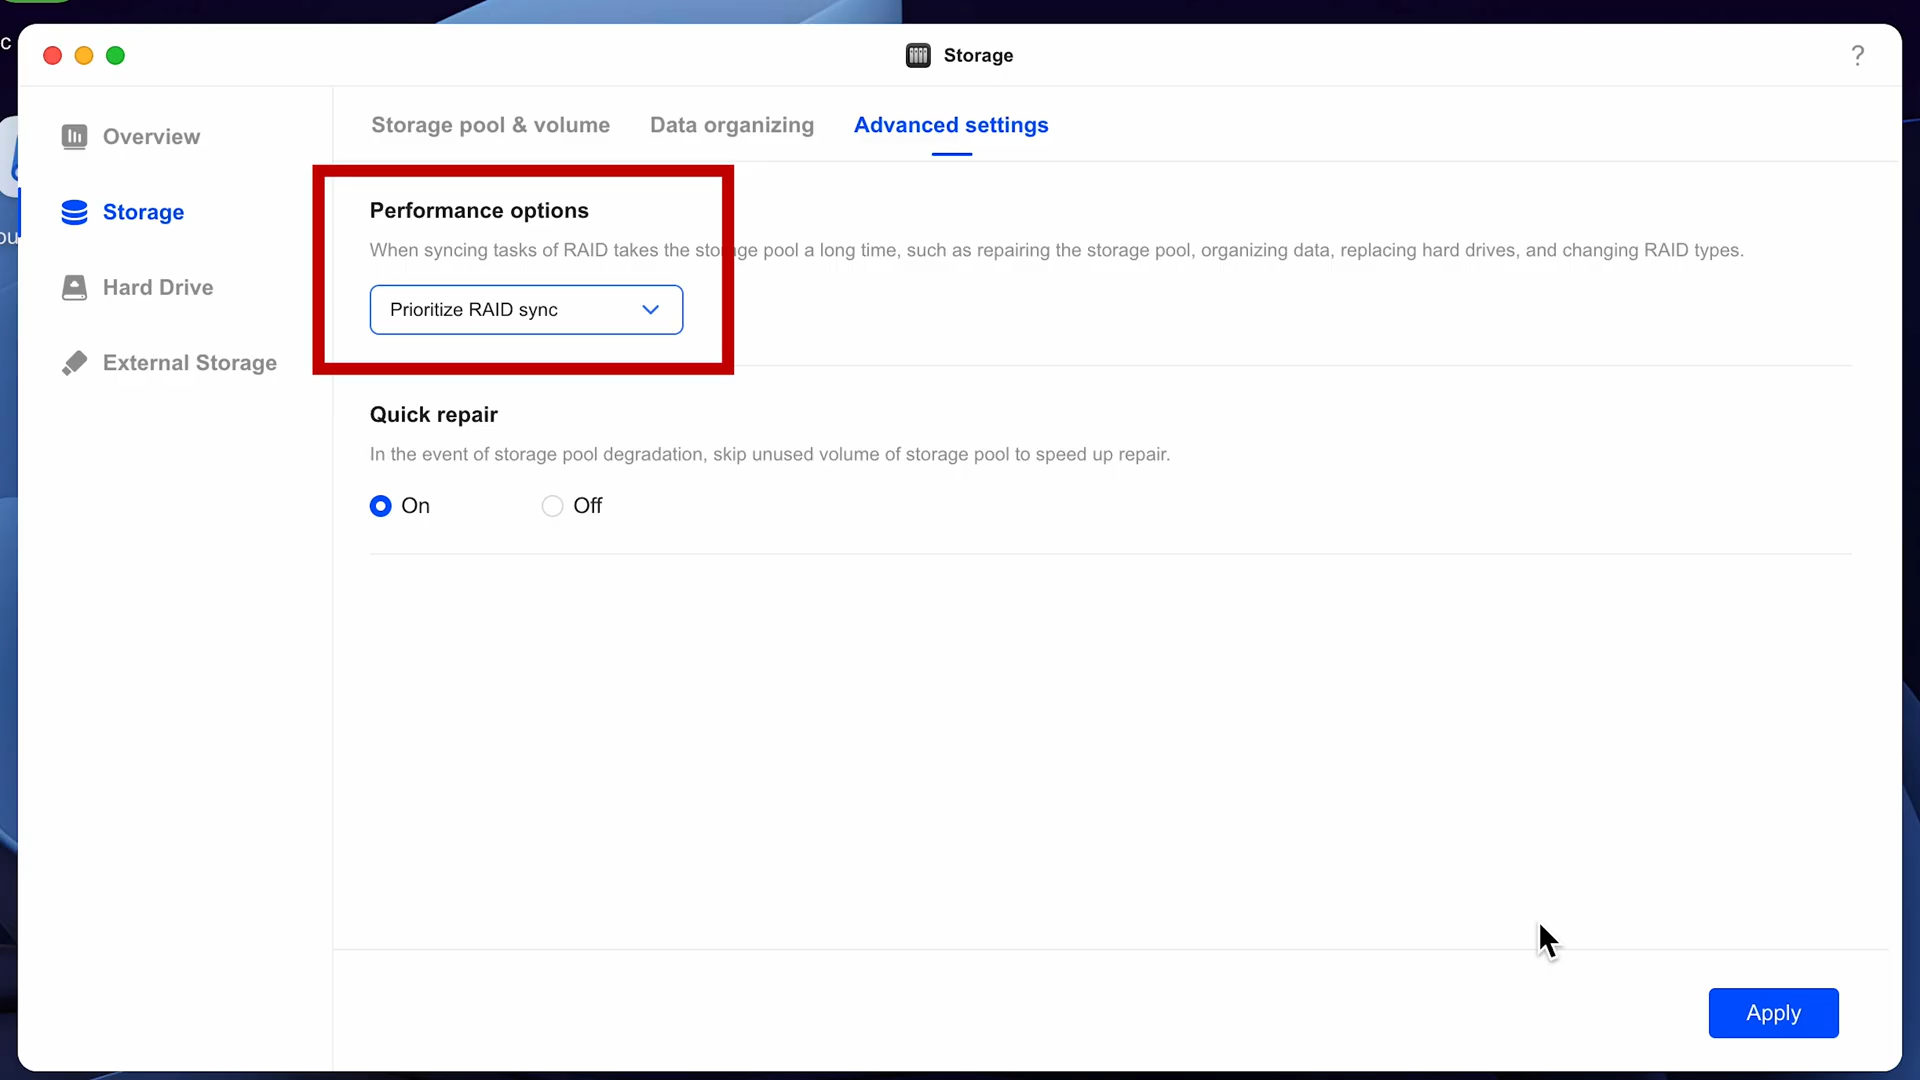 c
ou
Storage
?
Overview
Storage
Hard Drive
External Storage
Storage pool & volume
Data organizing
Advanced settings
Performance options
When syncing tasks of RAID takes the storage pool a long time, such as repairing the storage pool, organizing data, replacing hard drives, and changing RAID types.
Prioritize RAID sync
Quick repair
In the event of storage pool degradation, skip unused volume of storage pool to speed up repair.
On
Off
Apply